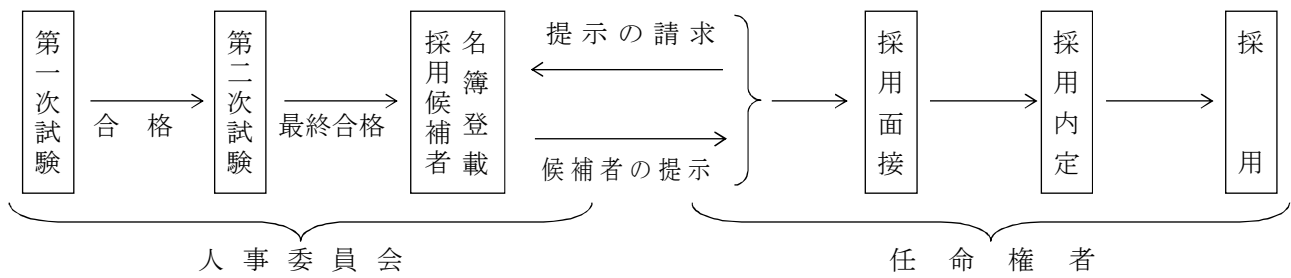 第一次試験
合格
第二次試験
最終合格
採用候補者
名簿登載
提示の請求
候補者の提示
採用面接
採用内定
採用
人事委員会
任命権者